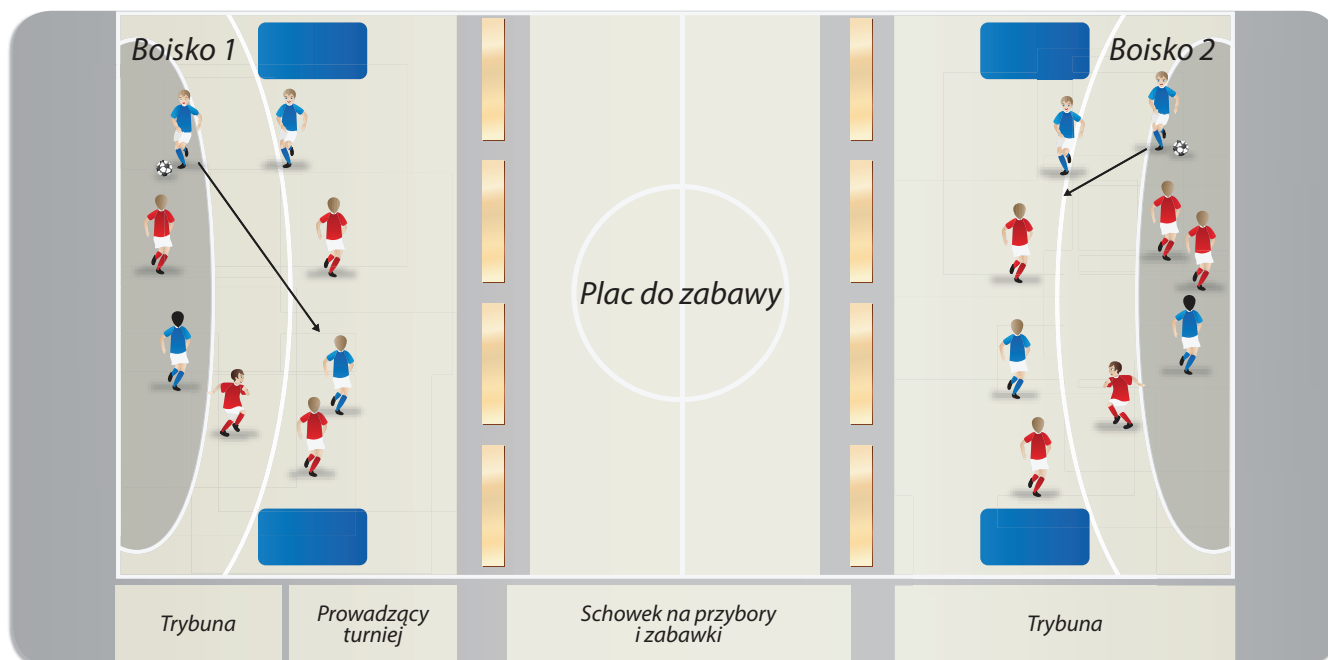 Boisko 1
Boisko 2
Plac do zabawy
Trybuna
Prowadzący
turniej
Schowek na przybory
i zabawki
Trybuna